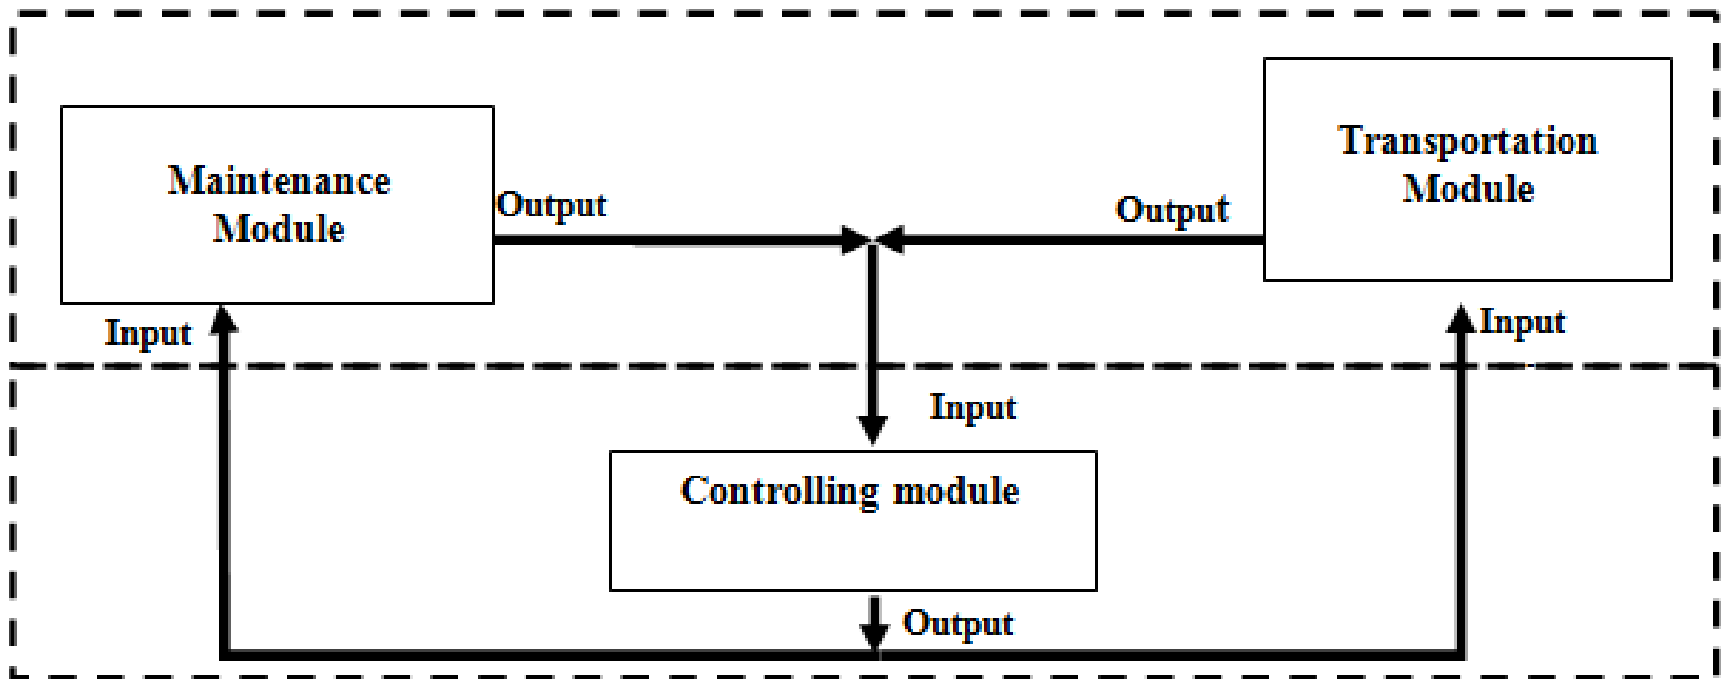 Transportation
Module
Maintenance
Module
Output
Output
Input
Input
Input
Controlling module
Output